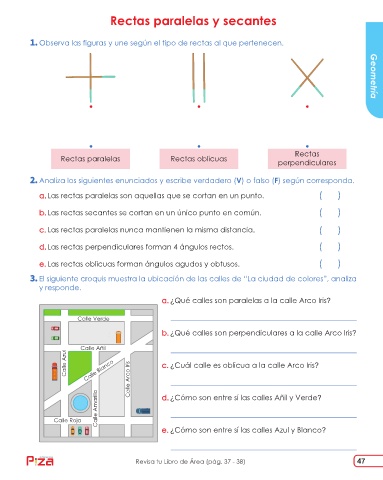 Rectas paralelas y secantes
1. Observa las figuras y une según el tipo de rectas al que pertenecen.
Geometría
Rectas paralelas
Rectas oblicuas
Rectas
perpendiculares
2. Analiza los siguientes enunciados y escribe verdadero (V) o falso (F) según corresponda.
a. Las rectas paralelas son aquellas que se cortan en un punto. ( )
b. Las rectas secantes se cortan en un único punto en común. ( )
c. Las rectas paralelas nunca mantienen la misma distancia. ( )
d. Las rectas perpendiculares forman 4 ángulos rectos. ( )
e. Las rectas oblicuas forman ángulos agudos y obtusos. ( )
3. El siguiente croquis muestra la ubicación de las calles de “La ciudad de colores”, analiza
y responde.
a. ¿Qué calles son paralelas a la calle Arco Iris?
b. ¿Qué calles son perpendiculares a la calle Arco Iris?
c. ¿Cuál calle es oblicua a la calle Arco Iris?
d. ¿Cómo son entre sí las calles Añil y Verde?
e. ¿Cómo son entre sí las calles Azul y Blanco?
Calle Verde
Calle Añil
Calle Azul
Calle Blanco
Calle Arco Iris
Calle Amarillo
Calle Rojo
Piza
Revisa tu Libro de Área (pág. 37 - 38)
47